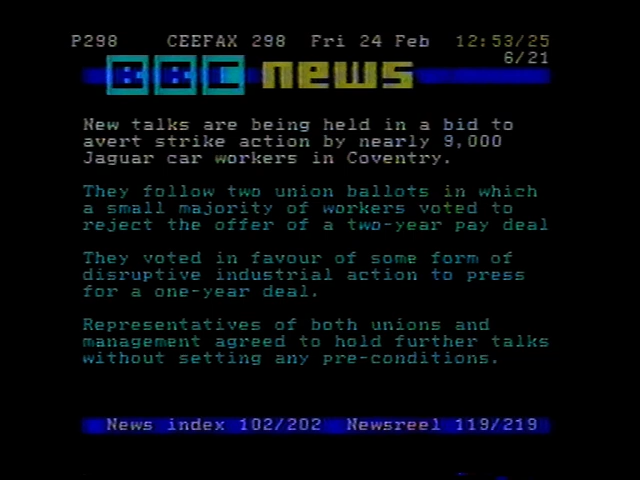 P298 CEEFAX 298 Fri 24 Feb 12:53/25
6/21
BBC news
New talks are being held in a bid to
avert strike action by nearly 9,000
Jaguar car workers in Coventry.
They follow two union ballots in which
a small majority of workers voted to
reject the offer of a two-year pay deal
They voted in favour of some form of
disruptive industrial action to press
for a one-year deal.
Representatives of both unions and
management agreed to hold further talks
without setting any pre-conditions.
News index 102/202 Newsreel 119/219